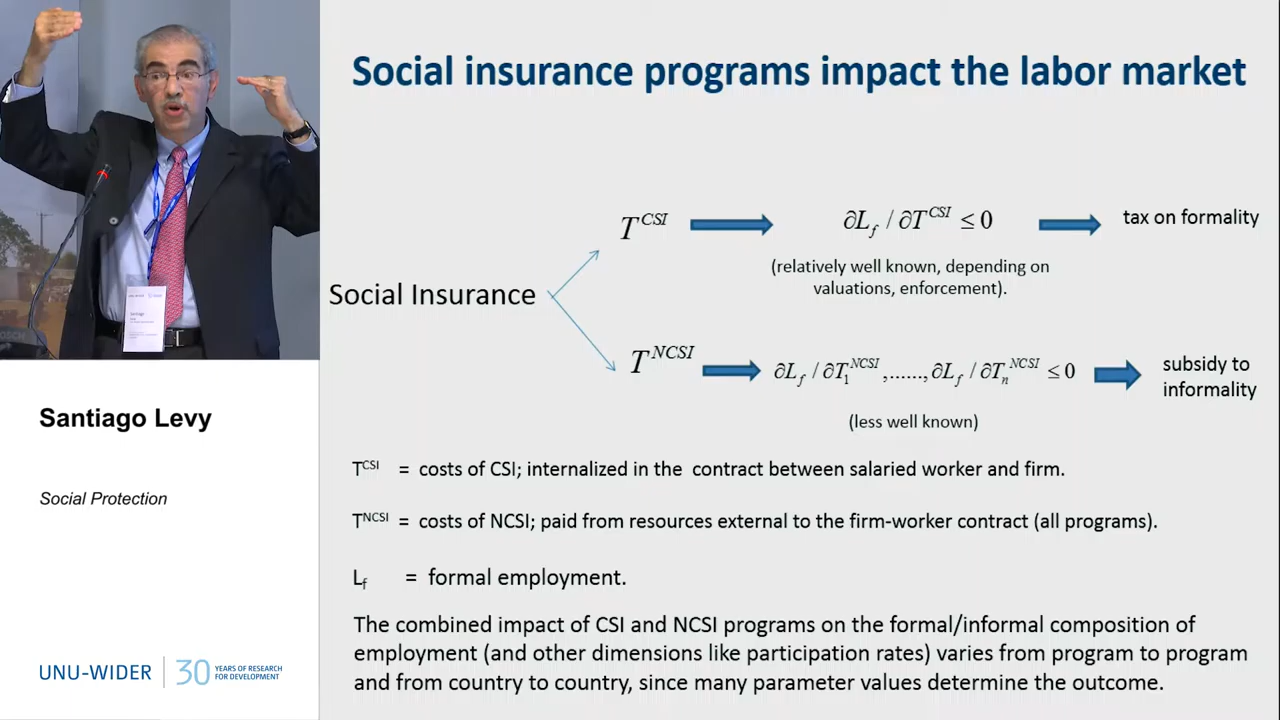 Social insurance programs impact the labor market
T^CSI
∂L_f / ∂T^CSI ≤ 0
tax on formality
(relatively well known, depending on
valuations, enforcement).
Social Insurance
T^NCSI
∂L_f / ∂T_1^NCSI ,......, ∂L_f / ∂T_n^NCSI ≤ 0
subsidy to
informality
(less well known)
T^CSI = costs of CSI; internalized in the contract between salaried worker and firm.
T^NCSI = costs of NCSI; paid from resources external to the firm-worker contract (all programs).
L_f = formal employment.
The combined impact of CSI and NCSI programs on the formal/informal composition of
employment (and other dimensions like participation rates) varies from program to program
and from country to country, since many parameter values determine the outcome.
Santiago
Santiago Levy
Social Protection
UNU-WIDER
30 YEARS OF RESEARCH
FOR DEVELOPMENT